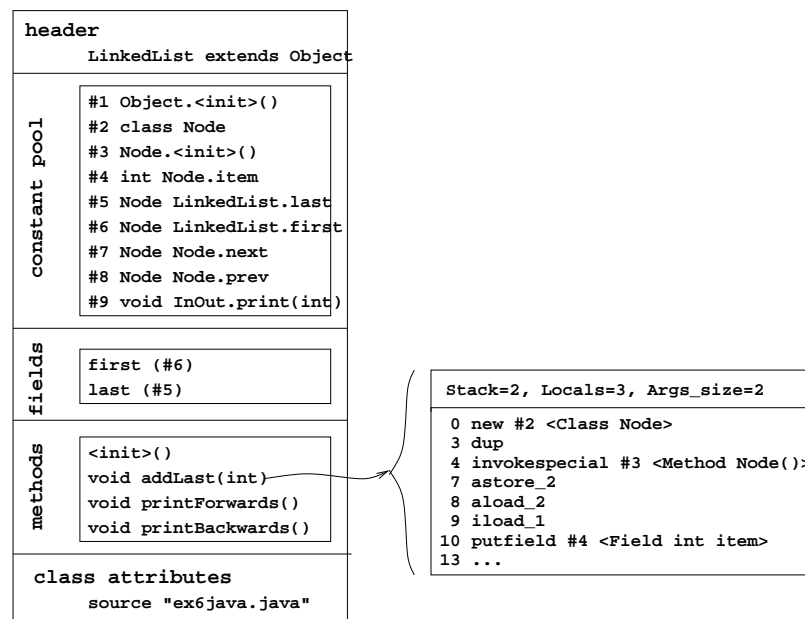 header
LinkedList extends Object
constant pool
#1 Object.<init>()
#2 class Node
#3 Node.<init>()
#4 int Node.item
#5 Node LinkedList.last
#6 Node LinkedList.first
#7 Node Node.next
#8 Node Node.prev
#9 void InOut.print(int)
fields
first (#6)
last (#5)
methods
<init>()
void addLast(int)
void printForwards()
void printBackwards()
class attributes
source "ex6java.java"
Stack=2, Locals=3, Args_size=2
0 new #2 <Class Node>
3 dup
4 invokespecial #3 <Method Node()>
7 astore_2
8 aload_2
9 iload_1
10 putfield #4 <Field int item>
13 ...